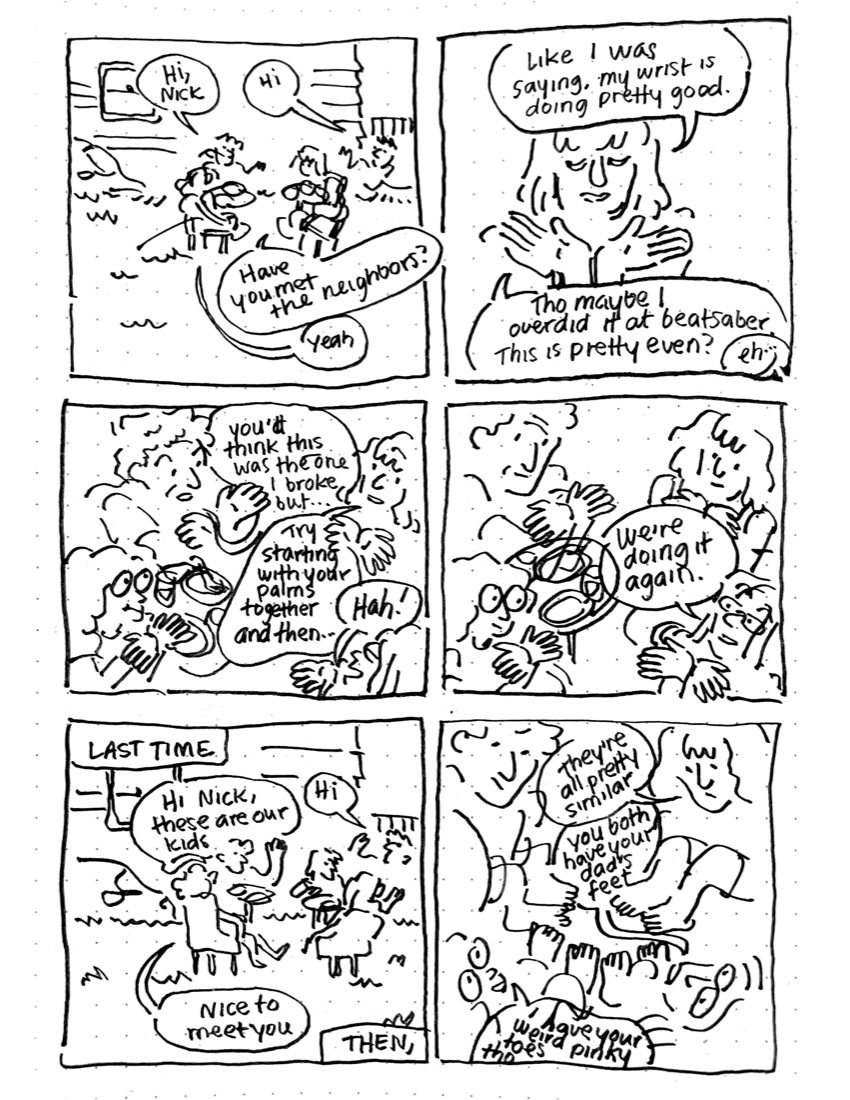 Hi,
Nick
Hi
Have
you met
the neighbors?
Yeah
Like I was
saying, my wrist is
doing pretty good.
Tho maybe I
overdid it at beatsaber
This is pretty even?
eh..
you'd
think this
was the one
I broke
but...
Try
starting
with your
palms
together
and then...
Hah!
We're
doing it
again.
LAST TIME
Hi Nick,
these are our
kids
Hi
Nice to
meet you
THEN,
They're
all pretty
similar
you both
have your
dad's
feet
I have your
weird pinky
toes
tho